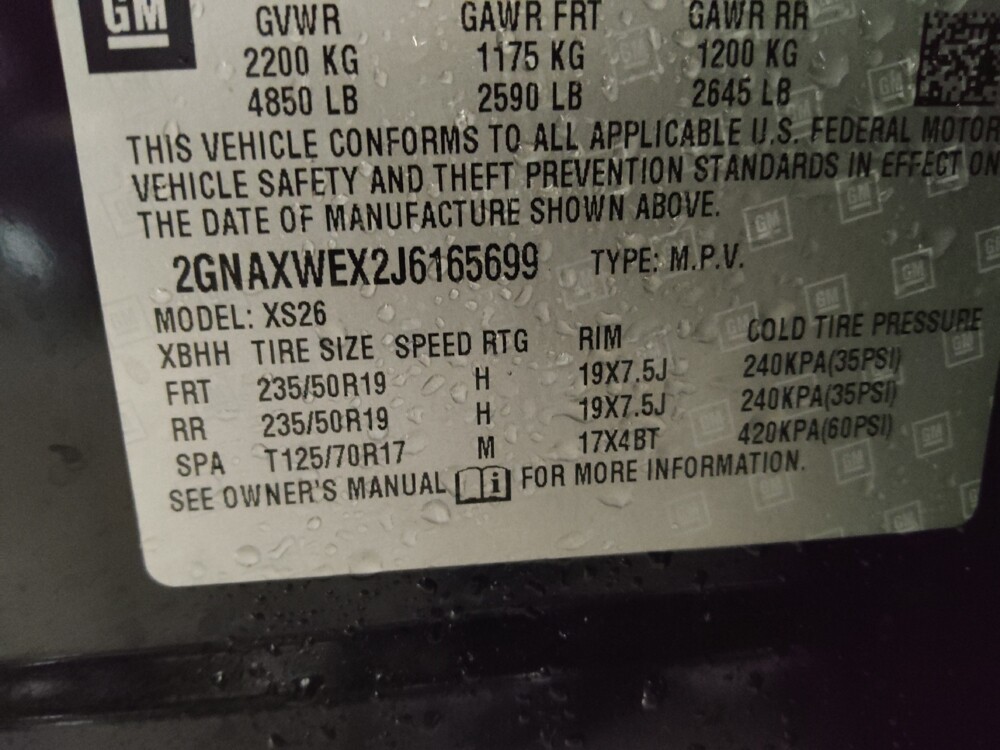 GM GVWR GAWR FRT GAWR RR
2200 KG 1175 KG 1200 KG
4850 LB 2590 LB 2645 LB
THIS VEHICLE CONFORMS TO ALL APPLICABLE U.S. FEDERAL MOTOR
VEHICLE SAFETY AND THEFT PREVENTION STANDARDS IN EFFECT ON
THE DATE OF MANUFACTURE SHOWN ABOVE.
2GNAXWEX2J6165699 TYPE: M.P.V.
MODEL: XS26
XBHH TIRE SIZE SPEED RTG RIM COLD TIRE PRESSURE
FRT 235/50R19 H 19X7.5J 240KPA(35PSI)
RR 235/50R19 H 19X7.5J 240KPA(35PSI)
SPA T125/70R17 M 17X4BT 420KPA(60PSI)
SEE OWNER'S MANUAL i FOR MORE INFORMATION.